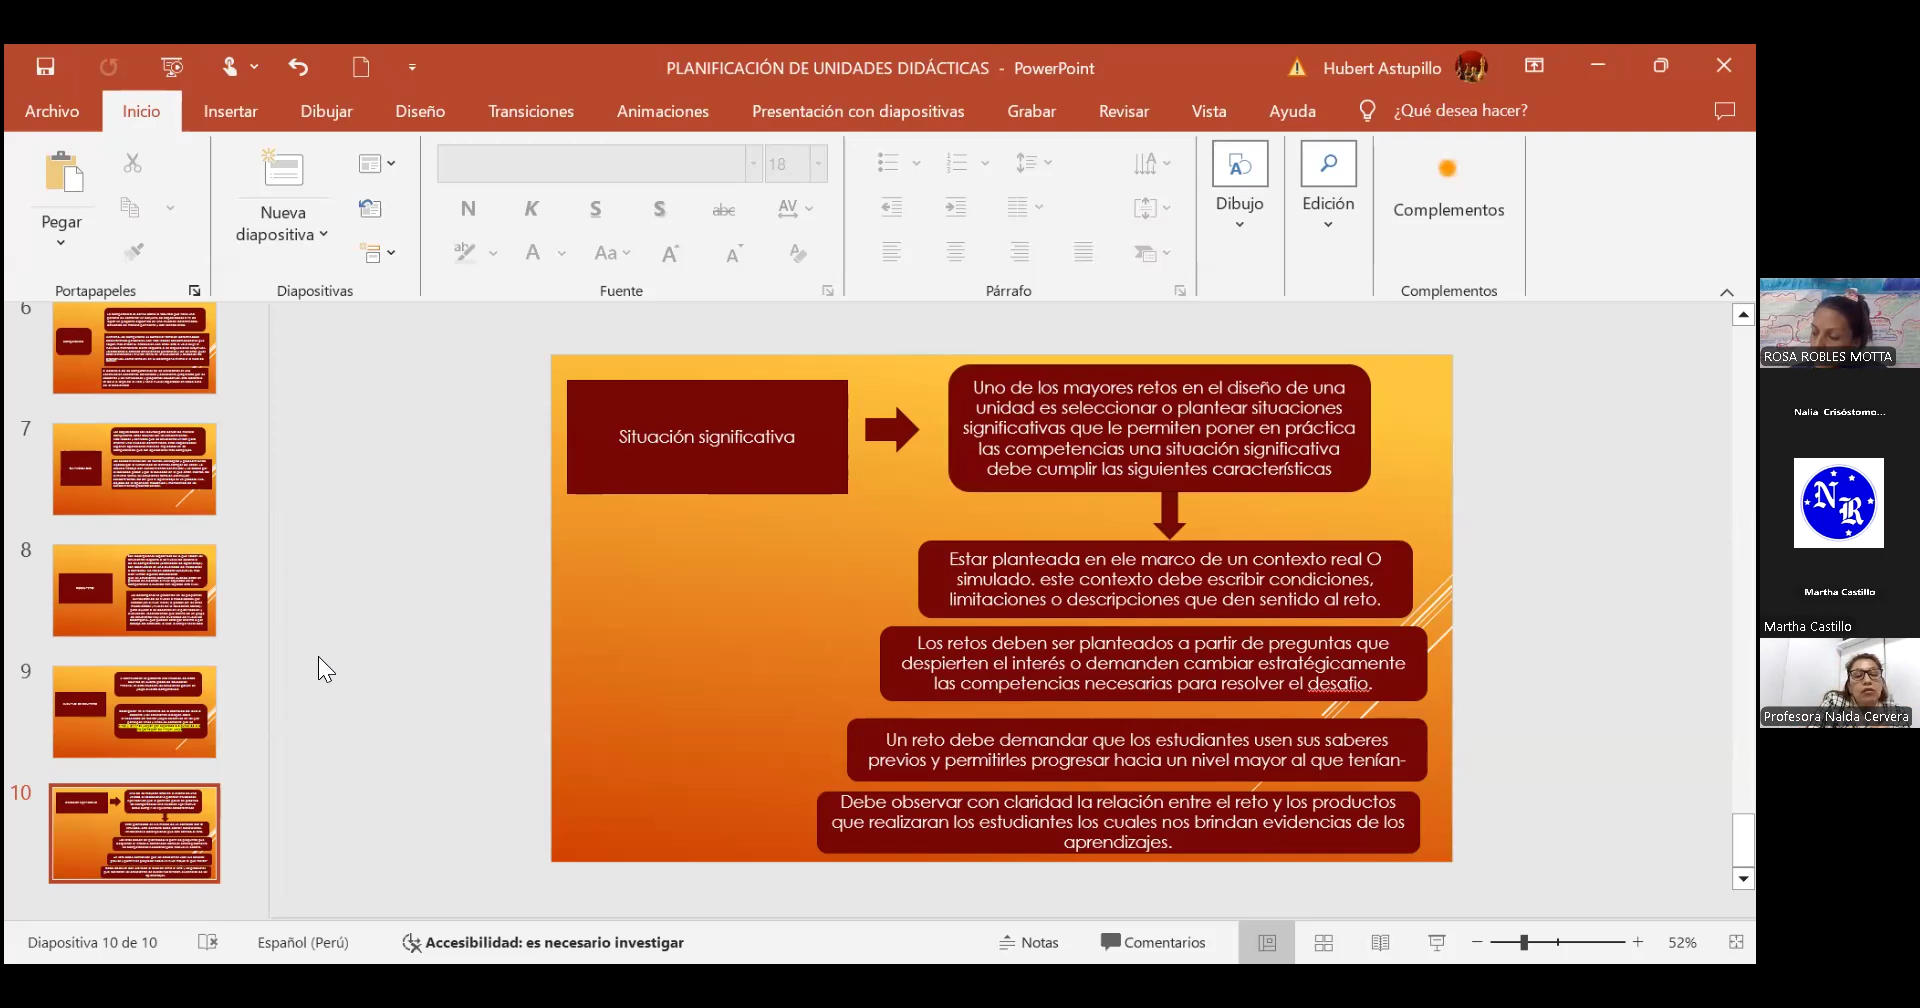 PLANIFICACIÓN DE UNIDADES DIDÁCTICAS - PowerPoint
Hubert Astupillo
Archivo
Inicio
Insertar
Dibujar
Diseño
Transiciones
Animaciones
Presentación con diapositivas
Grabar
Revisar
Vista
Ayuda
¿Qué desea hacer?
Pegar
Nueva
diapositiva
18
N K S S abc AV
Aa A A
Dibujo
Edición
Complementos
Portapapeles
Diapositivas
Fuente
Párrafo
Complementos
6
7
8
9
10
Situación significativa
Uno de los mayores retos en el diseño de una
unidad es seleccionar o plantear situaciones
significativas que le permiten poner en práctica
las competencias una situación significativa
debe cumplir las siguientes características
Estar planteada en ele marco de un contexto real O
simulado. este contexto debe escribir condiciones,
limitaciones o descripciones que den sentido al reto.
Los retos deben ser planteados a partir de preguntas que
despierten el interés o demanden cambiar estratégicamente
las competencias necesarias para resolver el desafio.
Un reto debe demandar que los estudiantes usen sus saberes
previos y permitirles progresar hacia un nivel mayor al que tenían-
Debe observar con claridad la relación entre el reto y los productos
que realizaran los estudiantes los cuales nos brindan evidencias de los
aprendizajes.
Diapositiva 10 de 10
Español (Perú)
Accesibilidad: es necesario investigar
Notas
Comentarios
52%
ROSA ROBLES MOTTA
Nalia Crisóstomo...
NR
Martha Castillo
Martha Castillo
Profesora Nalda Cervera